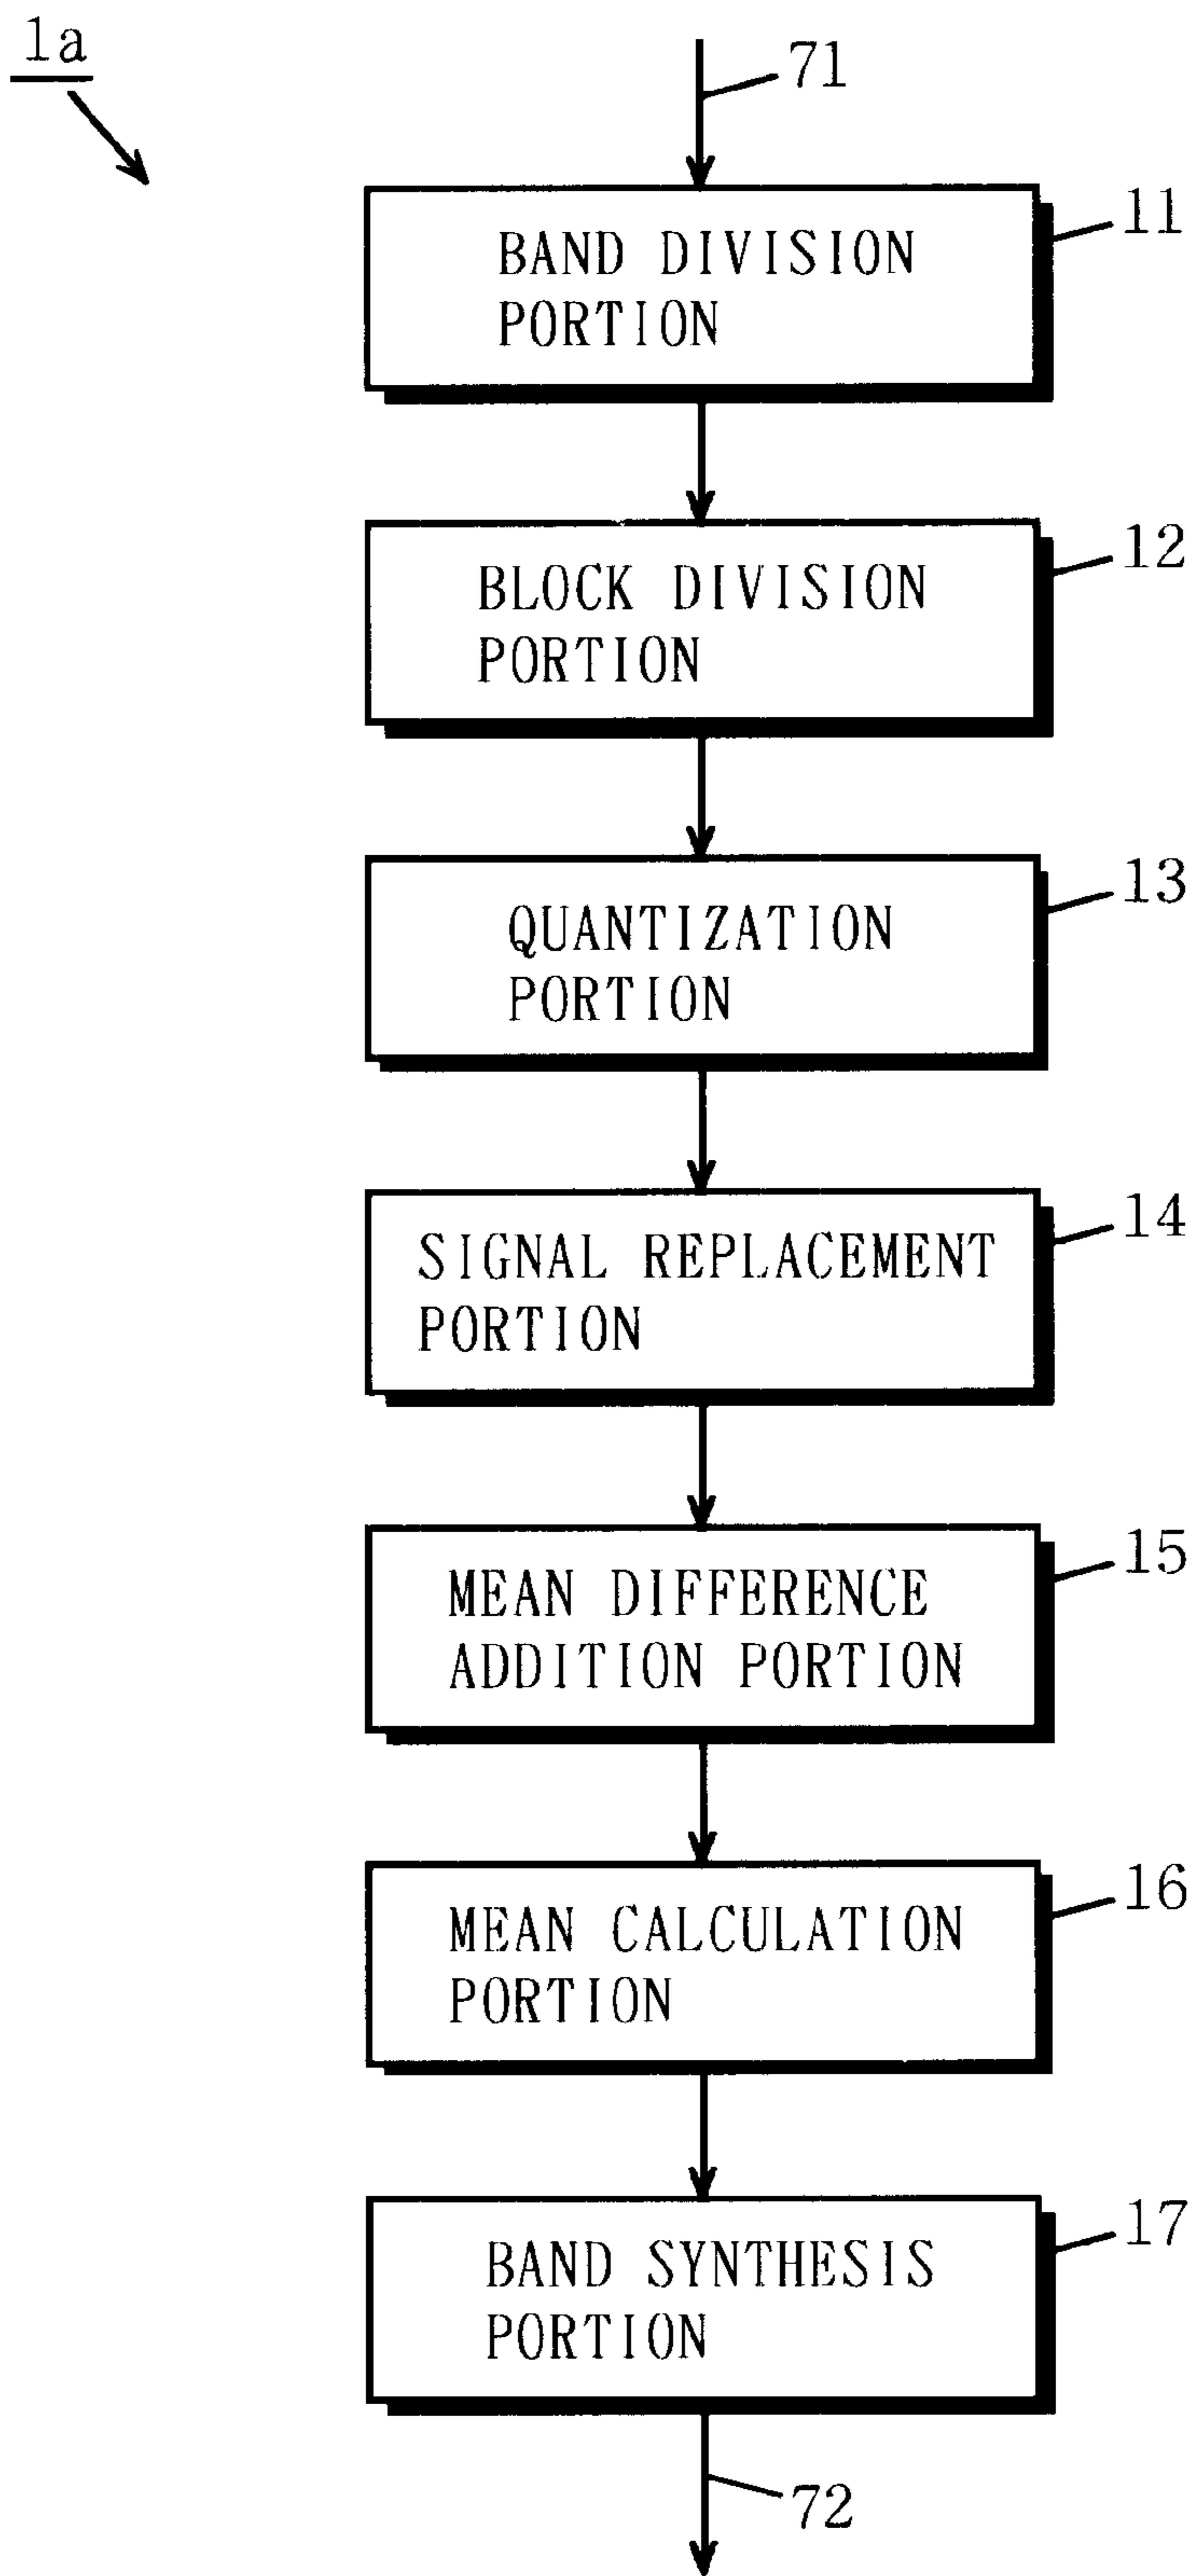 1a
71
11
BAND DIVISION
PORTION
12
BLOCK DIVISION
PORTION
13
QUANTIZATION
PORTION
14
SIGNAL REPLACEMENT
PORTION
15
MEAN DIFFERENCE
ADDITION PORTION
16
MEAN CALCULATION
PORTION
17
BAND SYNTHESIS
PORTION
72